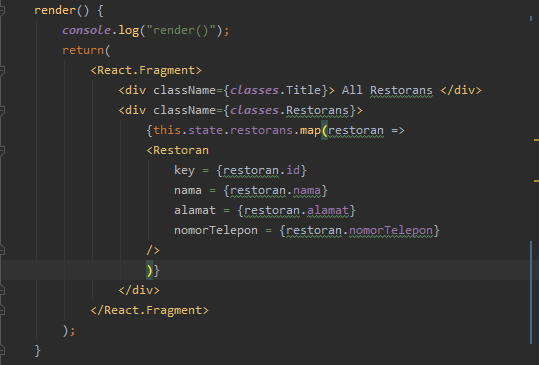 render() {
console.log("render()");
return(
<React.Fragment>
<div className={classes.Title}> All Restorans </div>
<div className={classes.Restorans}>
{this.state.restorans.map(restoran =>
<Restoran
key = {restoran.id}
nama = {restoran.nama}
alamat = {restoran.alamat}
nomorTelepon = {restoran.nomorTelepon}
/>
)}
</div>
</React.Fragment>
);
}